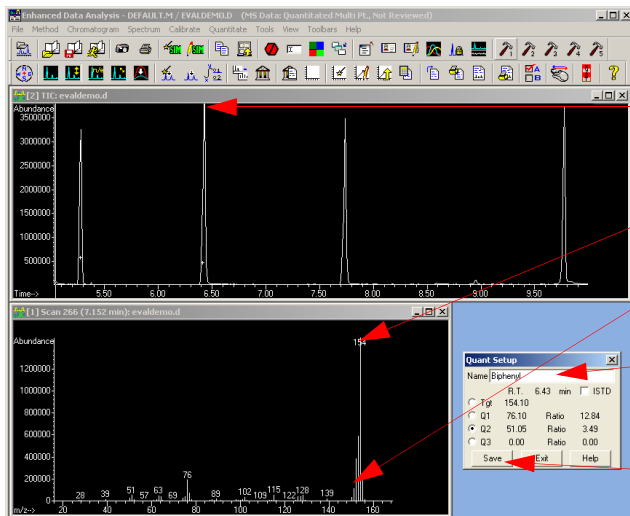 Enhanced Data Analysis - DEFAULT.M / EVALDEMO.D (MS Data: Quantitated Multi Pt., Not Reviewed)
File Method Chromatogram Spectrum Calibrate Quantitate Tools View Toolbars Help
[2] TIC: evaldemo.d
Abundance
3500000
3000000
2500000
2000000
1500000
1000000
500000
Time--> 5.50 6.00 6.50 7.00 7.50 8.00 8.50 9.00 9.50
[1] Scan 266 (7.152 min): evaldemo.d
Abundance
154
1200000
1000000
800000
600000
400000
200000
0
28 39 51 57 63 69 76 89 102 109 115 122 128 139
m/z--> 20 40 60 80 100 120 140 160
Quant Setup
Name Biphenyl
R.T. 6.43 min ISTD
Tgt 154.10
Q1 76.10 Ratio 12.84
Q2 51.05 Ratio 3.49
Q3 0.00 Ratio 0.00
Save Exit Help